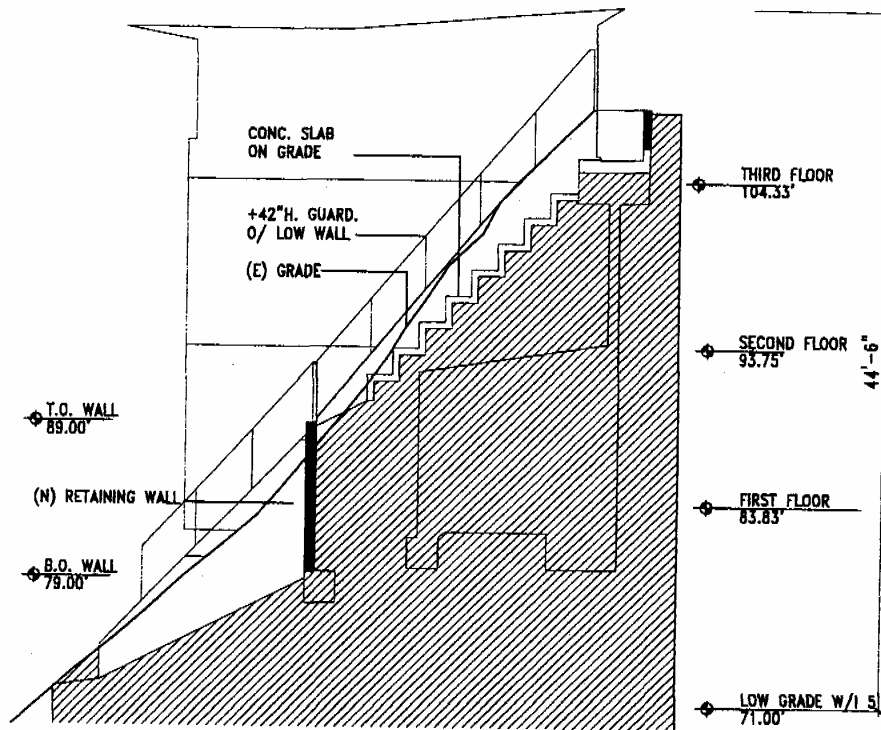 CONC. SLAB
ON GRADE
+42"H. GUARD.
O/ LOW WALL
(E) GRADE
T.O. WALL
89.00'
(N) RETAINING WALL
B.O. WALL
79.00'
THIRD FLOOR
104.33'
SECOND FLOOR
93.75'
44'-6"
FIRST FLOOR
83.83'
LOW GRADE W/I 5
71.00'